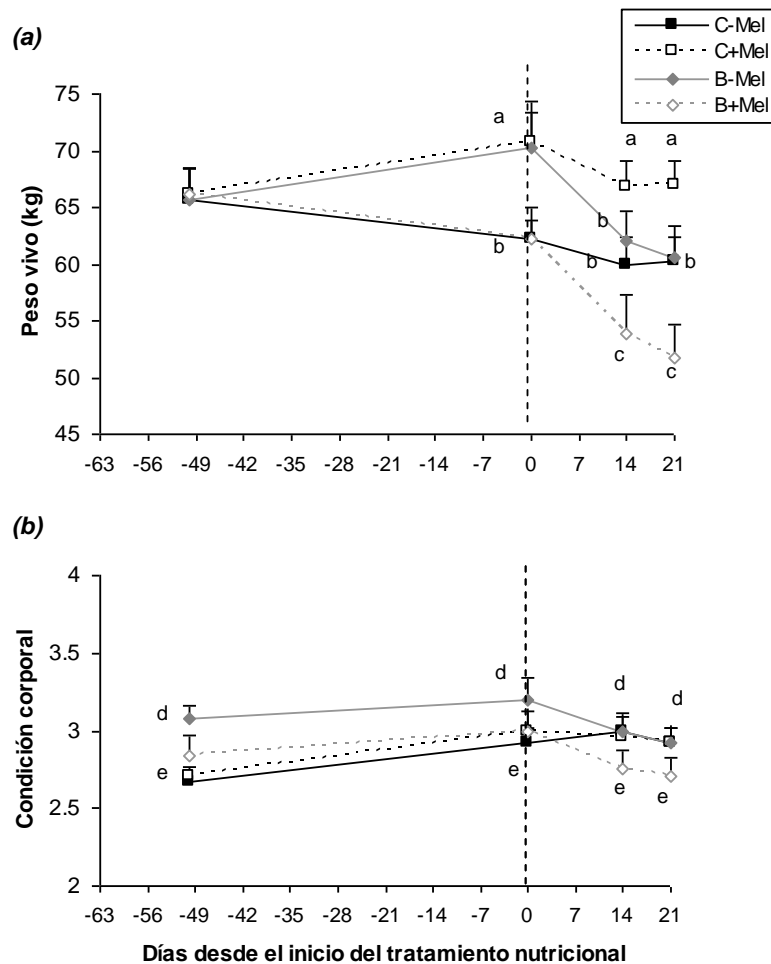 (a)
C-Mel
C+Mel
B-Mel
B+Mel
75
70
65
60
55
50
45
Peso vivo (kg)
a
a
a
b
b
b
b
c
c
-63 -56 -49 -42 -35 -28 -21 -14 -7 0 7 14 21
(b)
4
3.5
3
2.5
2
Condición corporal
d
d
d
d
e
e
e
e
-63 -56 -49 -42 -35 -28 -21 -14 -7 0 7 14 21
Días desde el inicio del tratamiento nutricional